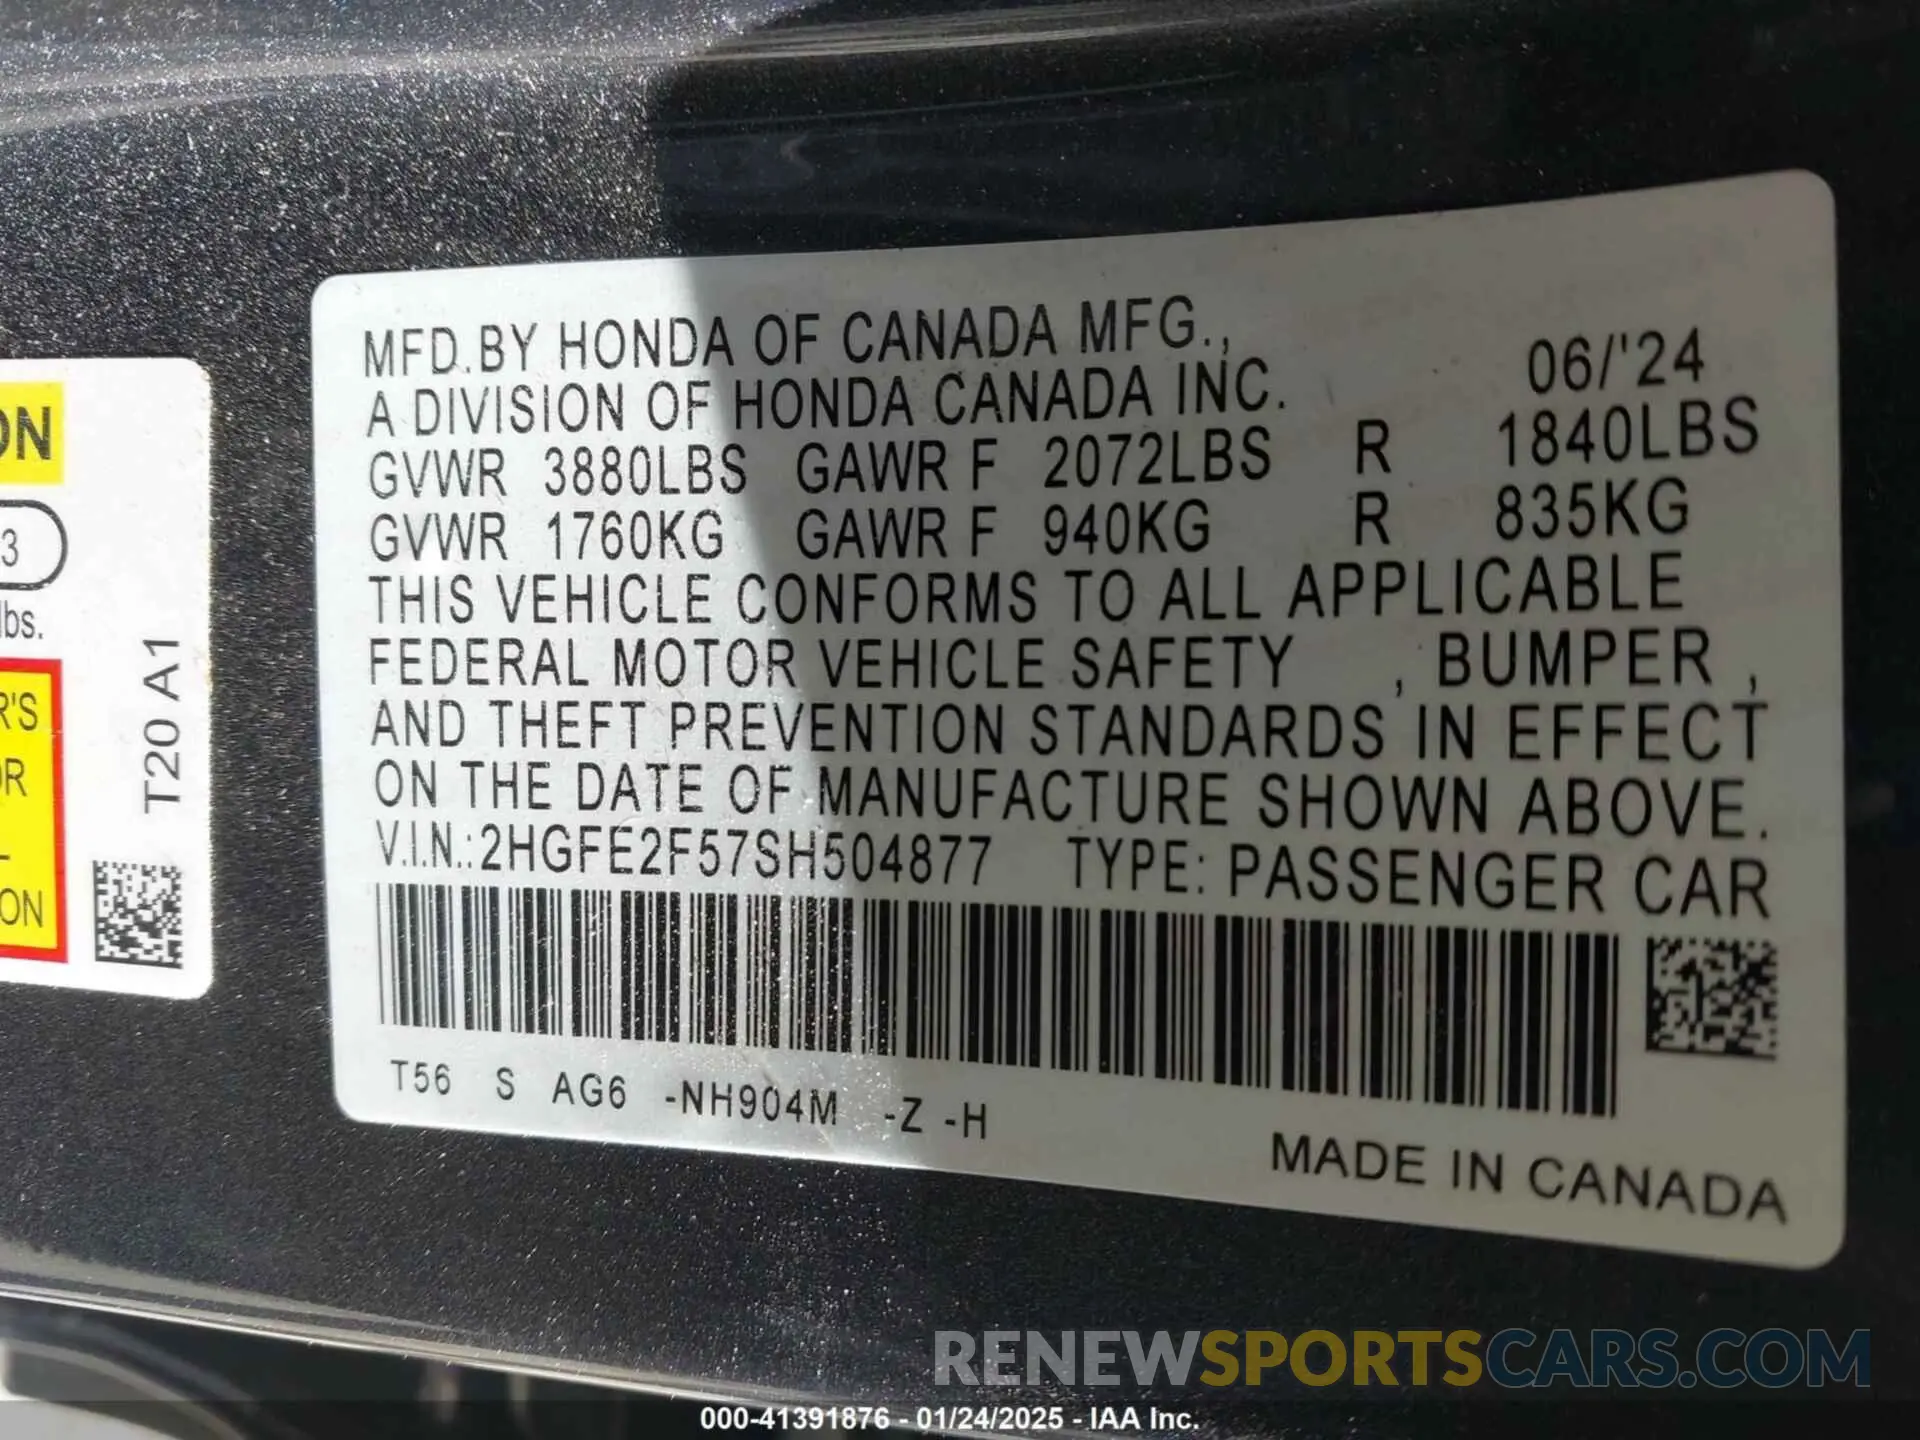 MFD.BY HONDA OF CANADA MFG.,
A DIVISION OF HONDA CANADA INC. 06/'24
GVWR 3880LBS GAWR F 2072LBS R 1840LBS
GVWR 1760KG GAWR F 940KG R 835KG
THIS VEHICLE CONFORMS TO ALL APPLICABLE
FEDERAL MOTOR VEHICLE SAFETY , BUMPER ,
AND THEFT PREVENTION STANDARDS IN EFFECT
ON THE DATE OF MANUFACTURE SHOWN ABOVE.
V.I.N.:2HGFE2F57SH504877 TYPE: PASSENGER CAR
T56 S AG6 -NH904M -Z -H
MADE IN CANADA
ON
3
lbs.
R'S
OR
-
ON
T20 A1
RENEWSPORTSCARS.COM
000-41391876 - 01/24/2025 - IAA Inc.